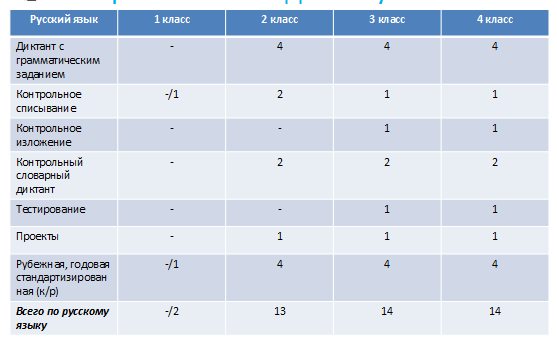 Русский язык 1 класс 2 класс 3 класс 4 класс
Диктант с - 4 4 4
грамматическим
заданием
Контрольное -/1 2 1 1
списывание
Контрольное - - 1 1
изложение
Контрольный - 2 2 2
словарный
диктант
Тестирование - - 1 1
Проекты - 1 1 1
Рубежная, годовая -/1 4 4 4
стандартизирован
ная (к/р)
Всего по русскому -/2 13 14 14
языку